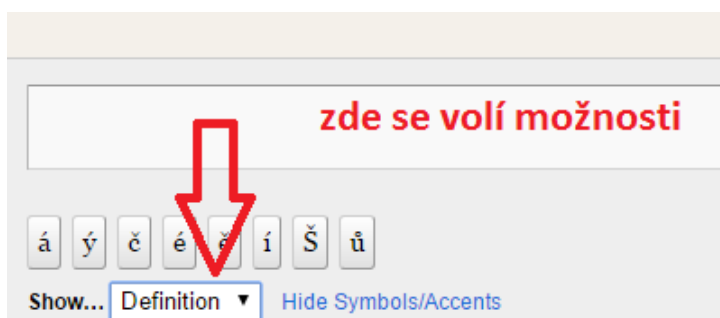 zde se volí možnosti
á ý č é ě í Š ů
Show... Definition ▼ Hide Symbols/Accents